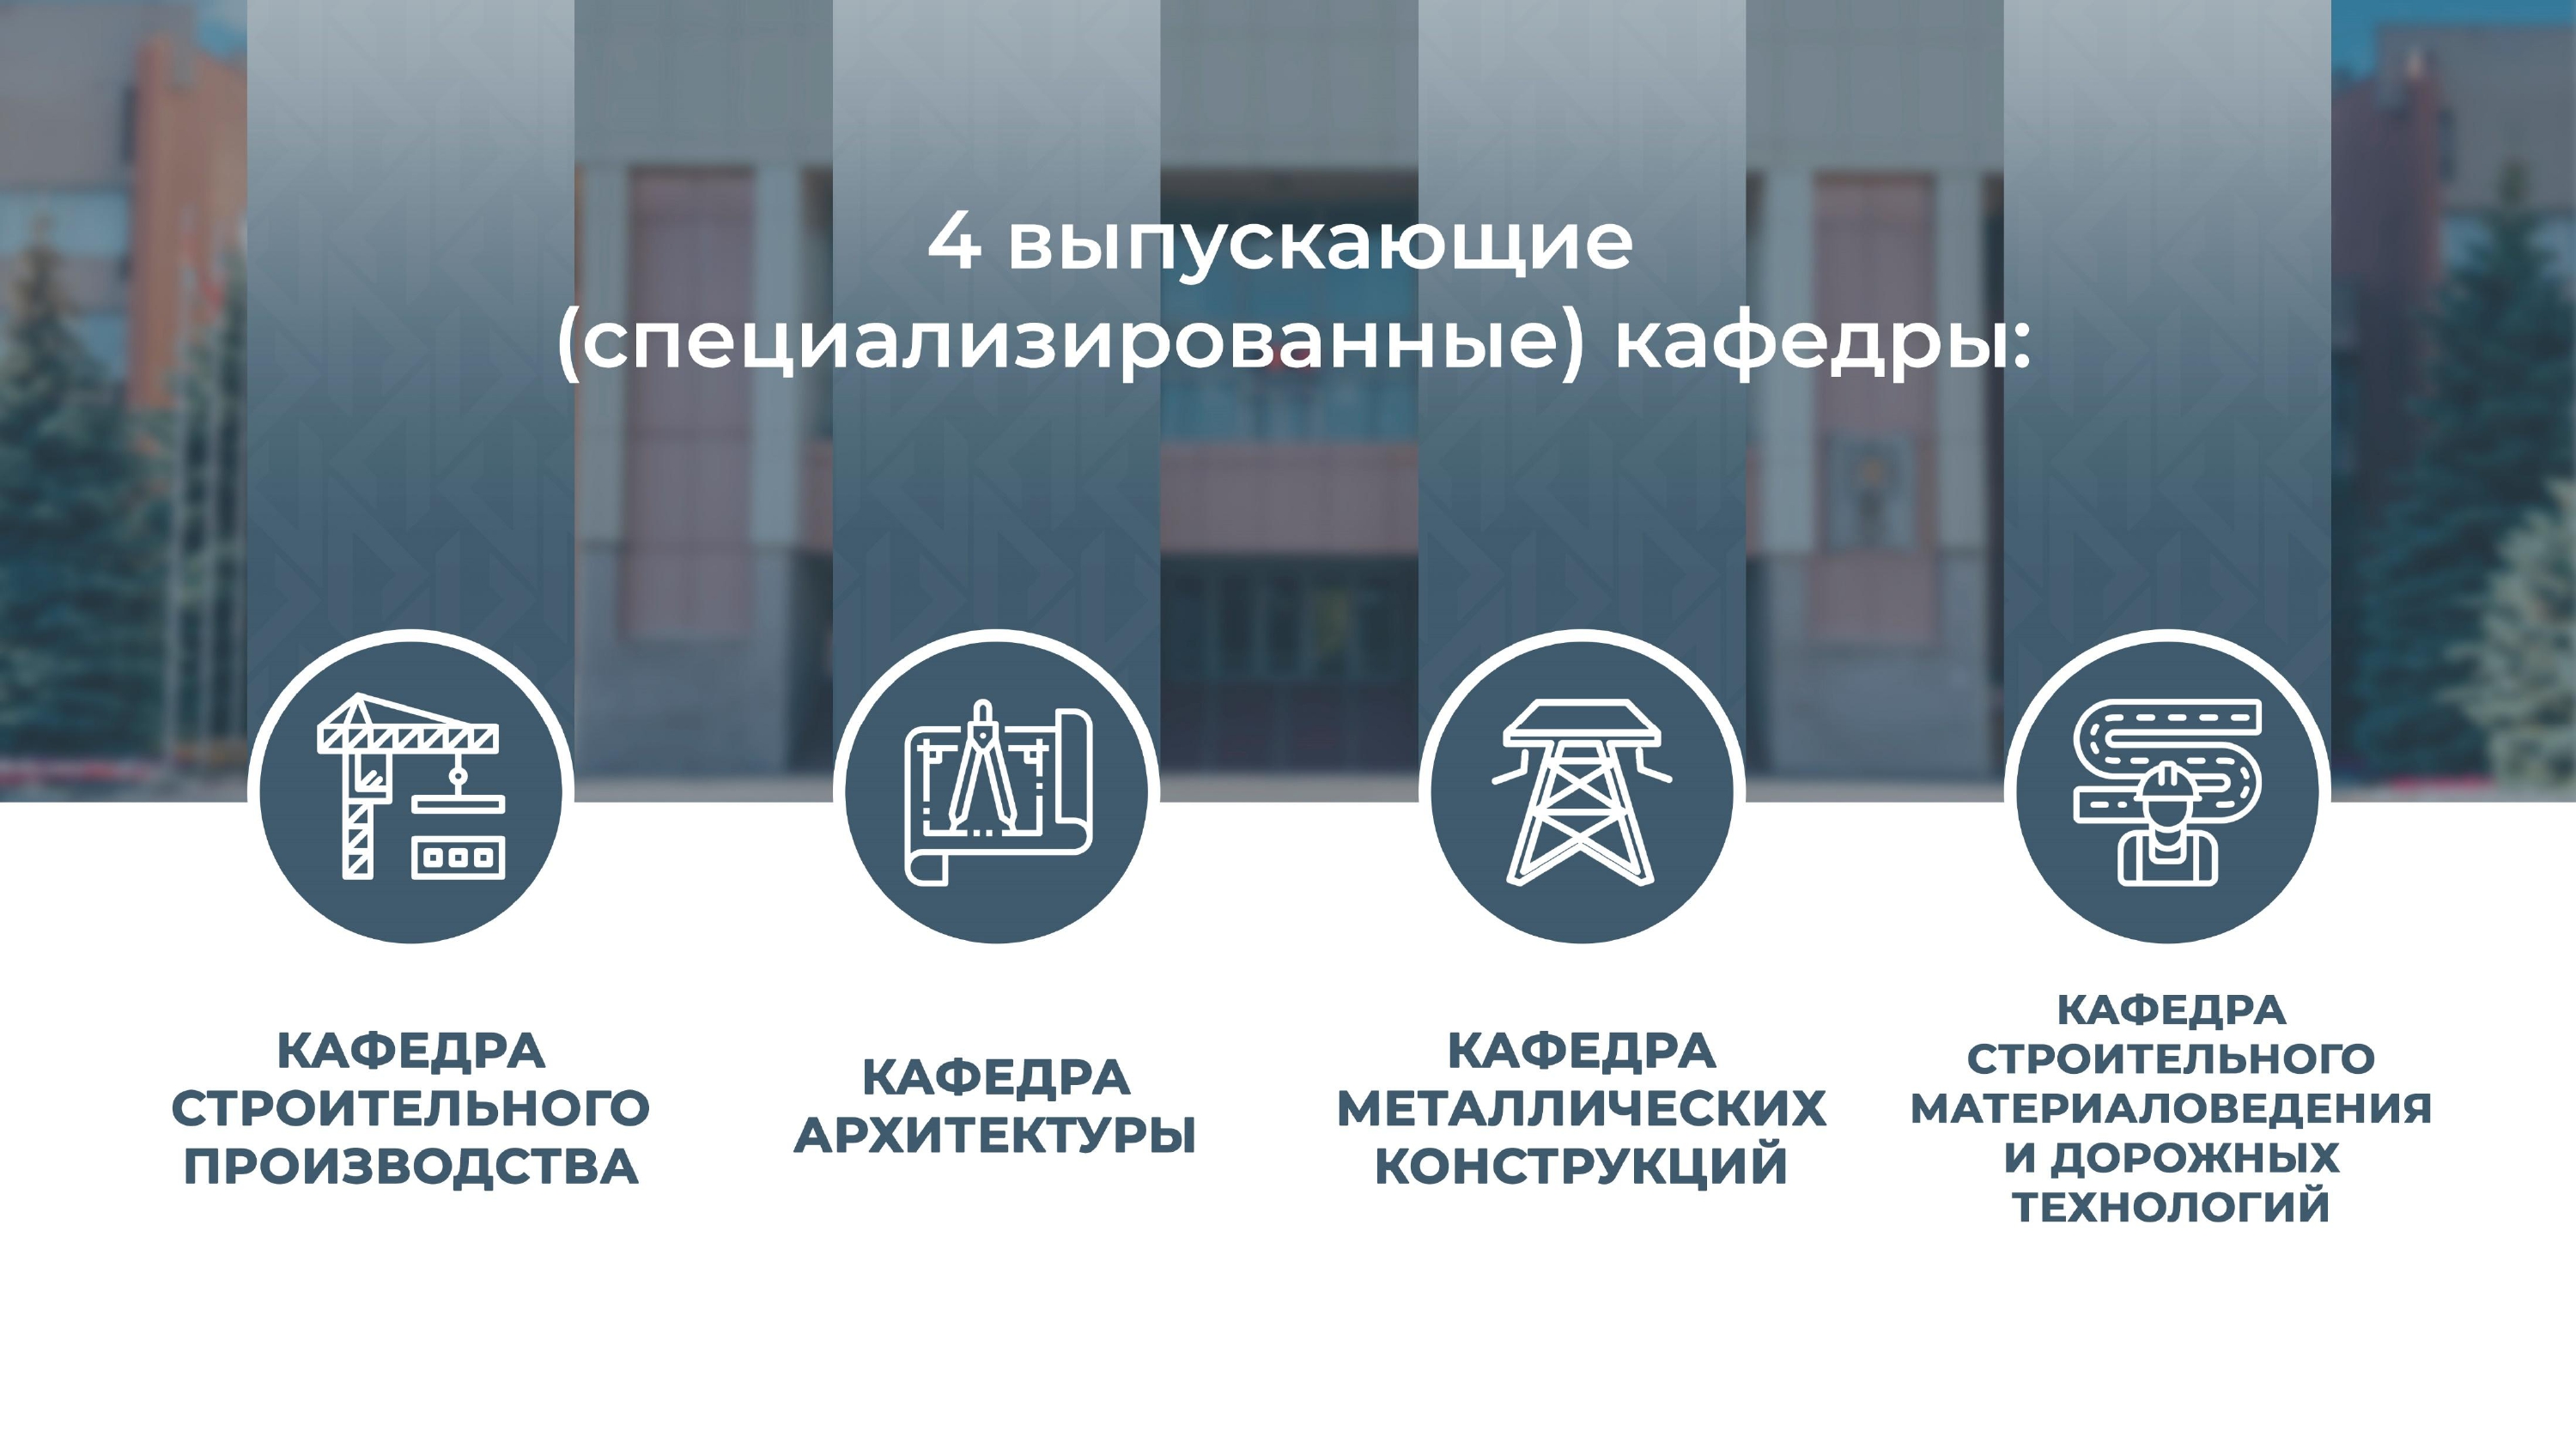 4 выпускающие
(специализированные) кафедры:
КАФЕДРА
СТРОИТЕЛЬНОГО
ПРОИЗВОДСТВА
КАФЕДРА
АРХИТЕКТУРЫ
КАФЕДРА
МЕТАЛЛИЧЕСКИХ
КОНСТРУКЦИЙ
КАФЕДРА
СТРОИТЕЛЬНОГО
МАТЕРИАЛОВЕДЕНИЯ
И ДОРОЖНЫХ
ТЕХНОЛОГИЙ